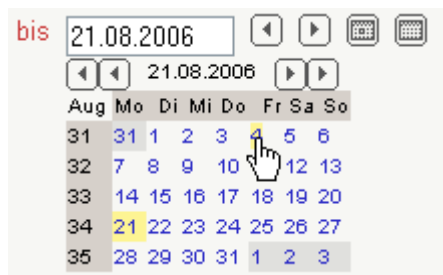 bis 21.08.2006
21.08.2006
Aug Mo Di Mi Do Fr Sa So
31 31 1 2 3 4 5 6
32 7 8 9 10 12 13
33 14 15 16 17 18 19 20
34 21 22 23 24 25 26 27
35 28 29 30 31 1 2 3